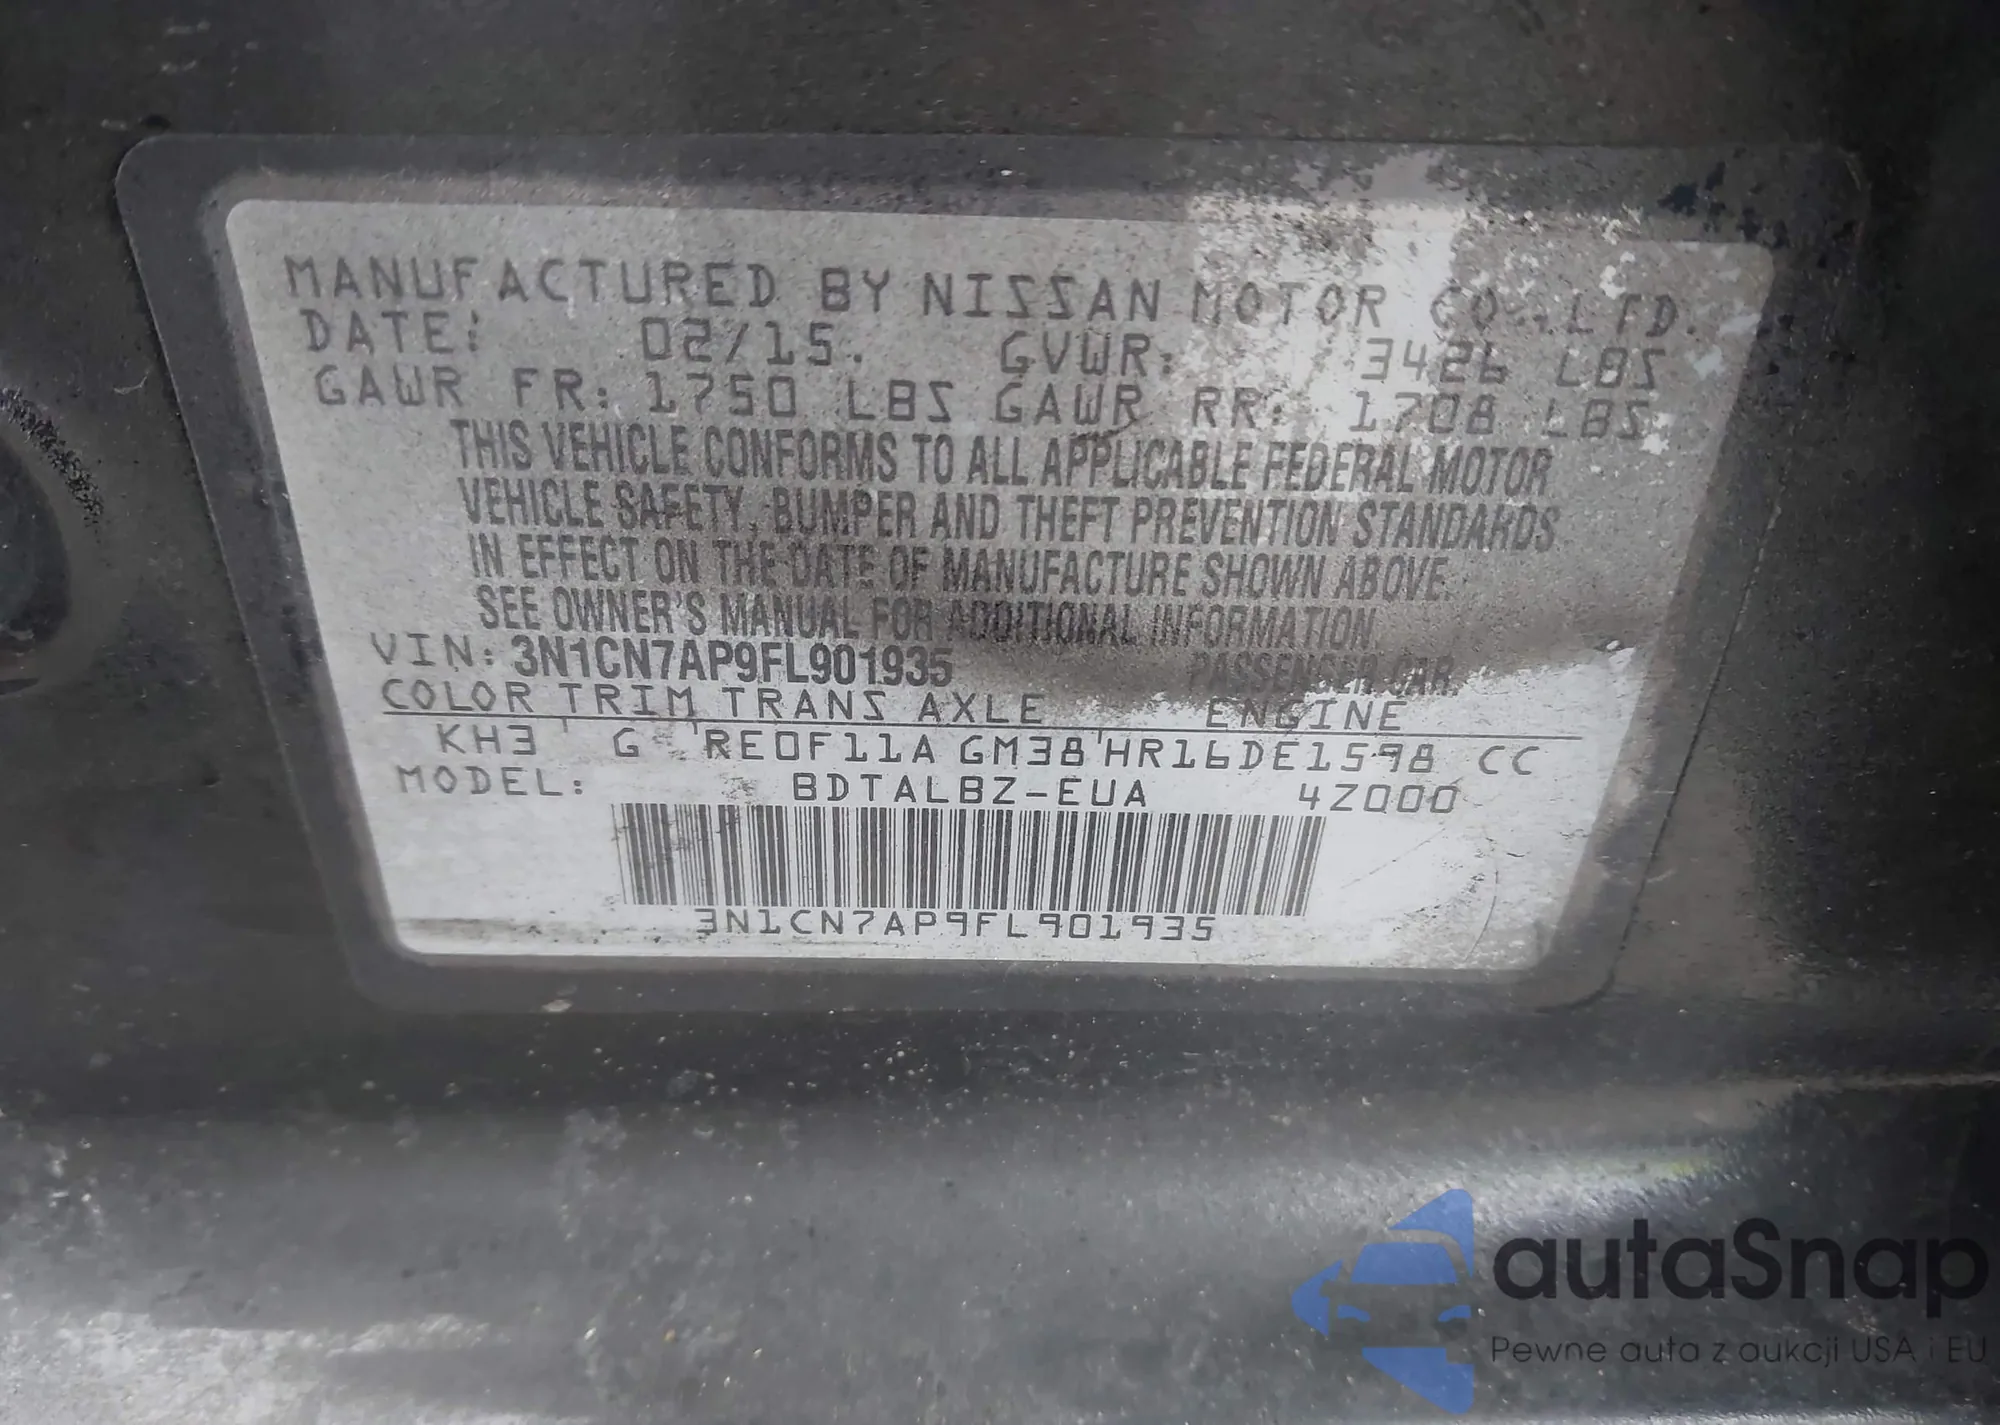 MANUFACTURED BY NISSAN MOTOR CO., LTD.
DATE: 02/15. GVWR: 3426 LBS
GAWR FR: 1750 LBS GAWR RR: 1708 LBS
THIS VEHICLE CONFORMS TO ALL APPLICABLE FEDERAL MOTOR
VEHICLE SAFETY, BUMPER AND THEFT PREVENTION STANDARDS
IN EFFECT ON THE DATE OF MANUFACTURE SHOWN ABOVE.
SEE OWNER'S MANUAL FOR ADDITIONAL INFORMATION.
VIN: 3N1CN7AP9FL901935 PASSENGER CAR.
COLOR TRIM TRANS AXLE ENGINE
KH3 G RE0F11A GM38 HR16DE1598 CC
MODEL: BDTALBZ-EUA 4Z000
3N1CN7AP9FL901935
autaSnap
Pewne auta z aukcji USA i EU